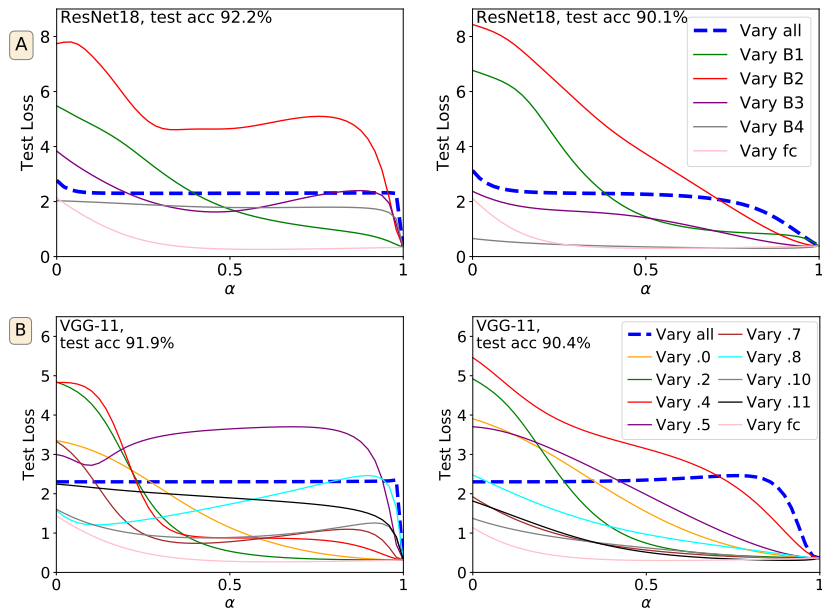 A
ResNet18, test acc 92.2%
Test Loss
8
6
4
2
0
0
0.5
1
α
ResNet18, test acc 90.1%
Test Loss
8
6
4
2
0
0
0.5
1
α
Vary all
Vary B1
Vary B2
Vary B3
Vary B4
Vary fc
B
VGG-11,
test acc 91.9%
Test Loss
6
5
4
3
2
1
0
0
0.5
1
α
VGG-11,
test acc 90.4%
Test Loss
6
5
4
3
2
1
0
0
0.5
1
α
Vary all
Vary .0
Vary .2
Vary .4
Vary .5
Vary .7
Vary .8
Vary .10
Vary .11
Vary fc